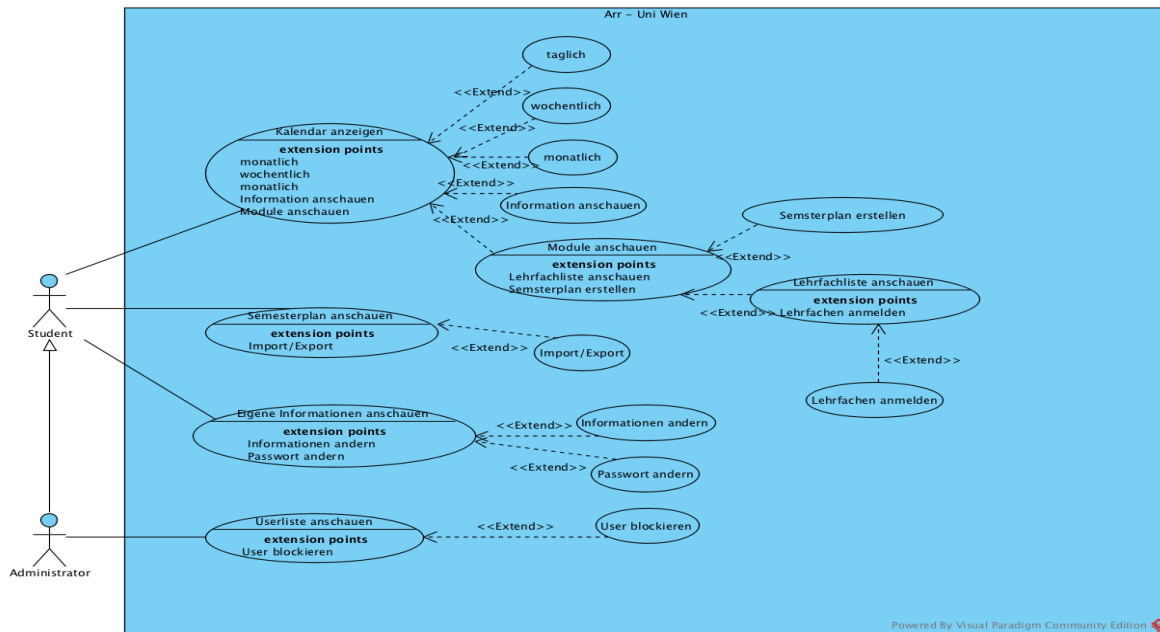 Arr - Uni Wien
taglich
<<Extend>>
wochentlich
<<Extend>>
Kalendar anzeigen
extension points
monatlich
wochentlich
monatlich
Information anschauen
Module anschauen
monatlich
<<Extend>>
<<Extend>>
Information anschauen
<<Extend>>
Semsterplan erstellen
<<Extend>>
Module anschauen
extension points
Lehrfachliste anschauen
Semsterplan erstellen
Lehrfachliste anschauen
extension points
Lehrfachen anmelden
<<Extend>>
Student
Semesterplan anschauen
extension points
Import/Export
<<Extend>>
Import/Export
<<Extend>>
Lehrfachen anmelden
Eigene Informationen anschauen
extension points
Informationen andern
Passwort andern
<<Extend>>
Informationen andern
<<Extend>>
Passwort andern
Userliste anschauen
extension points
User blockieren
<<Extend>>
User blockieren
Administrator
Powered By Visual Paradigm Community Edition